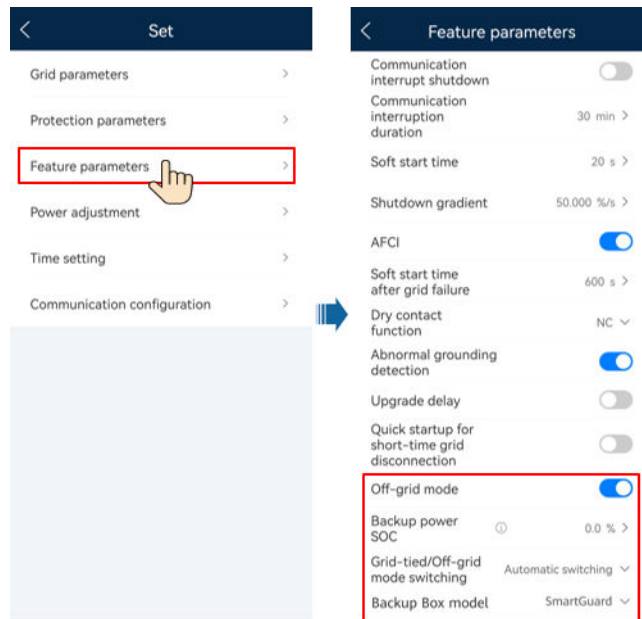 Set
Grid parameters
Protection parameters
Feature parameters
Power adjustment
Time setting
Communication configuration
Feature parameters
Communication
interrupt shutdown
Communication
interruption
duration
30 min
Soft start time
20 s
Shutdown gradient
50.000 %/s
AFCI
Soft start time
after grid failure
600 s
Dry contact
function
NC
Abnormal grounding
detection
Upgrade delay
Quick startup for
short-time grid
disconnection
Off-grid mode
Backup power
SOC
0.0 %
Grid-tied/Off-grid
mode switching
Automatic switching
Backup Box model
SmartGuard